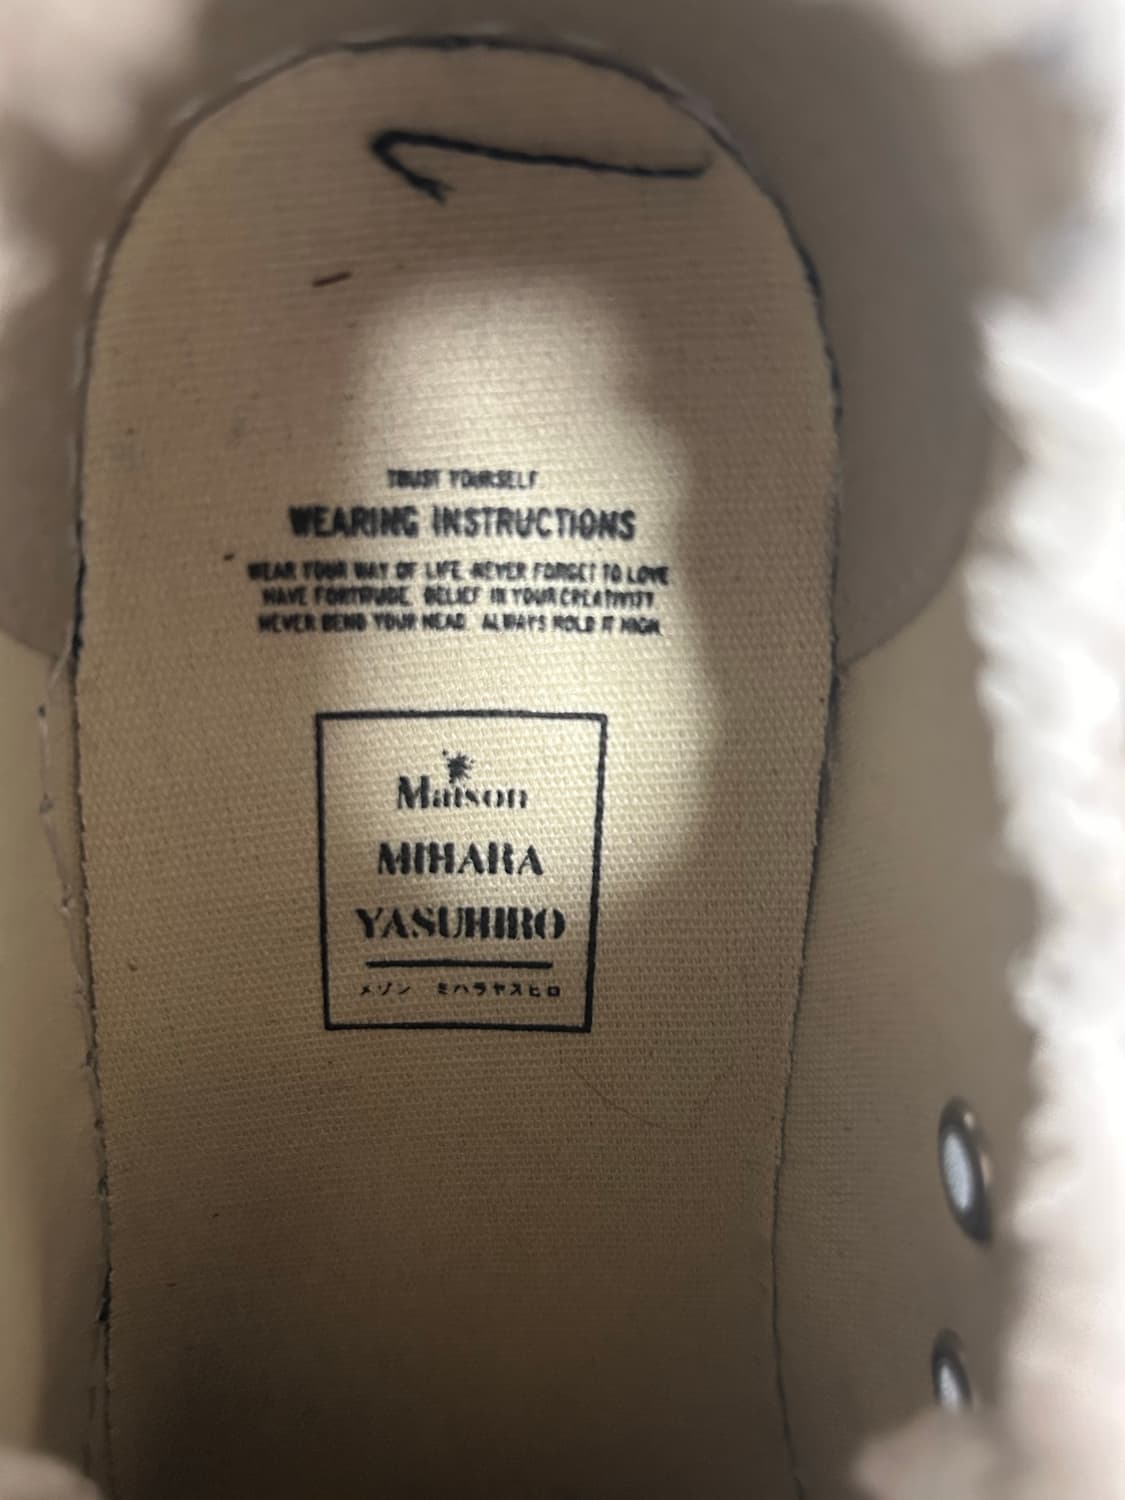 TRUST YOURSELF
WEARING INSTRUCTIONS
WEAR YOUR WAY OF LIFE NEVER FORGET TO LOVE
HAVE FORTITUDE BELIEF IN YOUR CREATIVITY
NEVER BEND YOUR HEAD ALWAYS HOLD IT HIGH
Maison
MIHARA
YASUHIRO
メゾン ミハラヤスヒロ